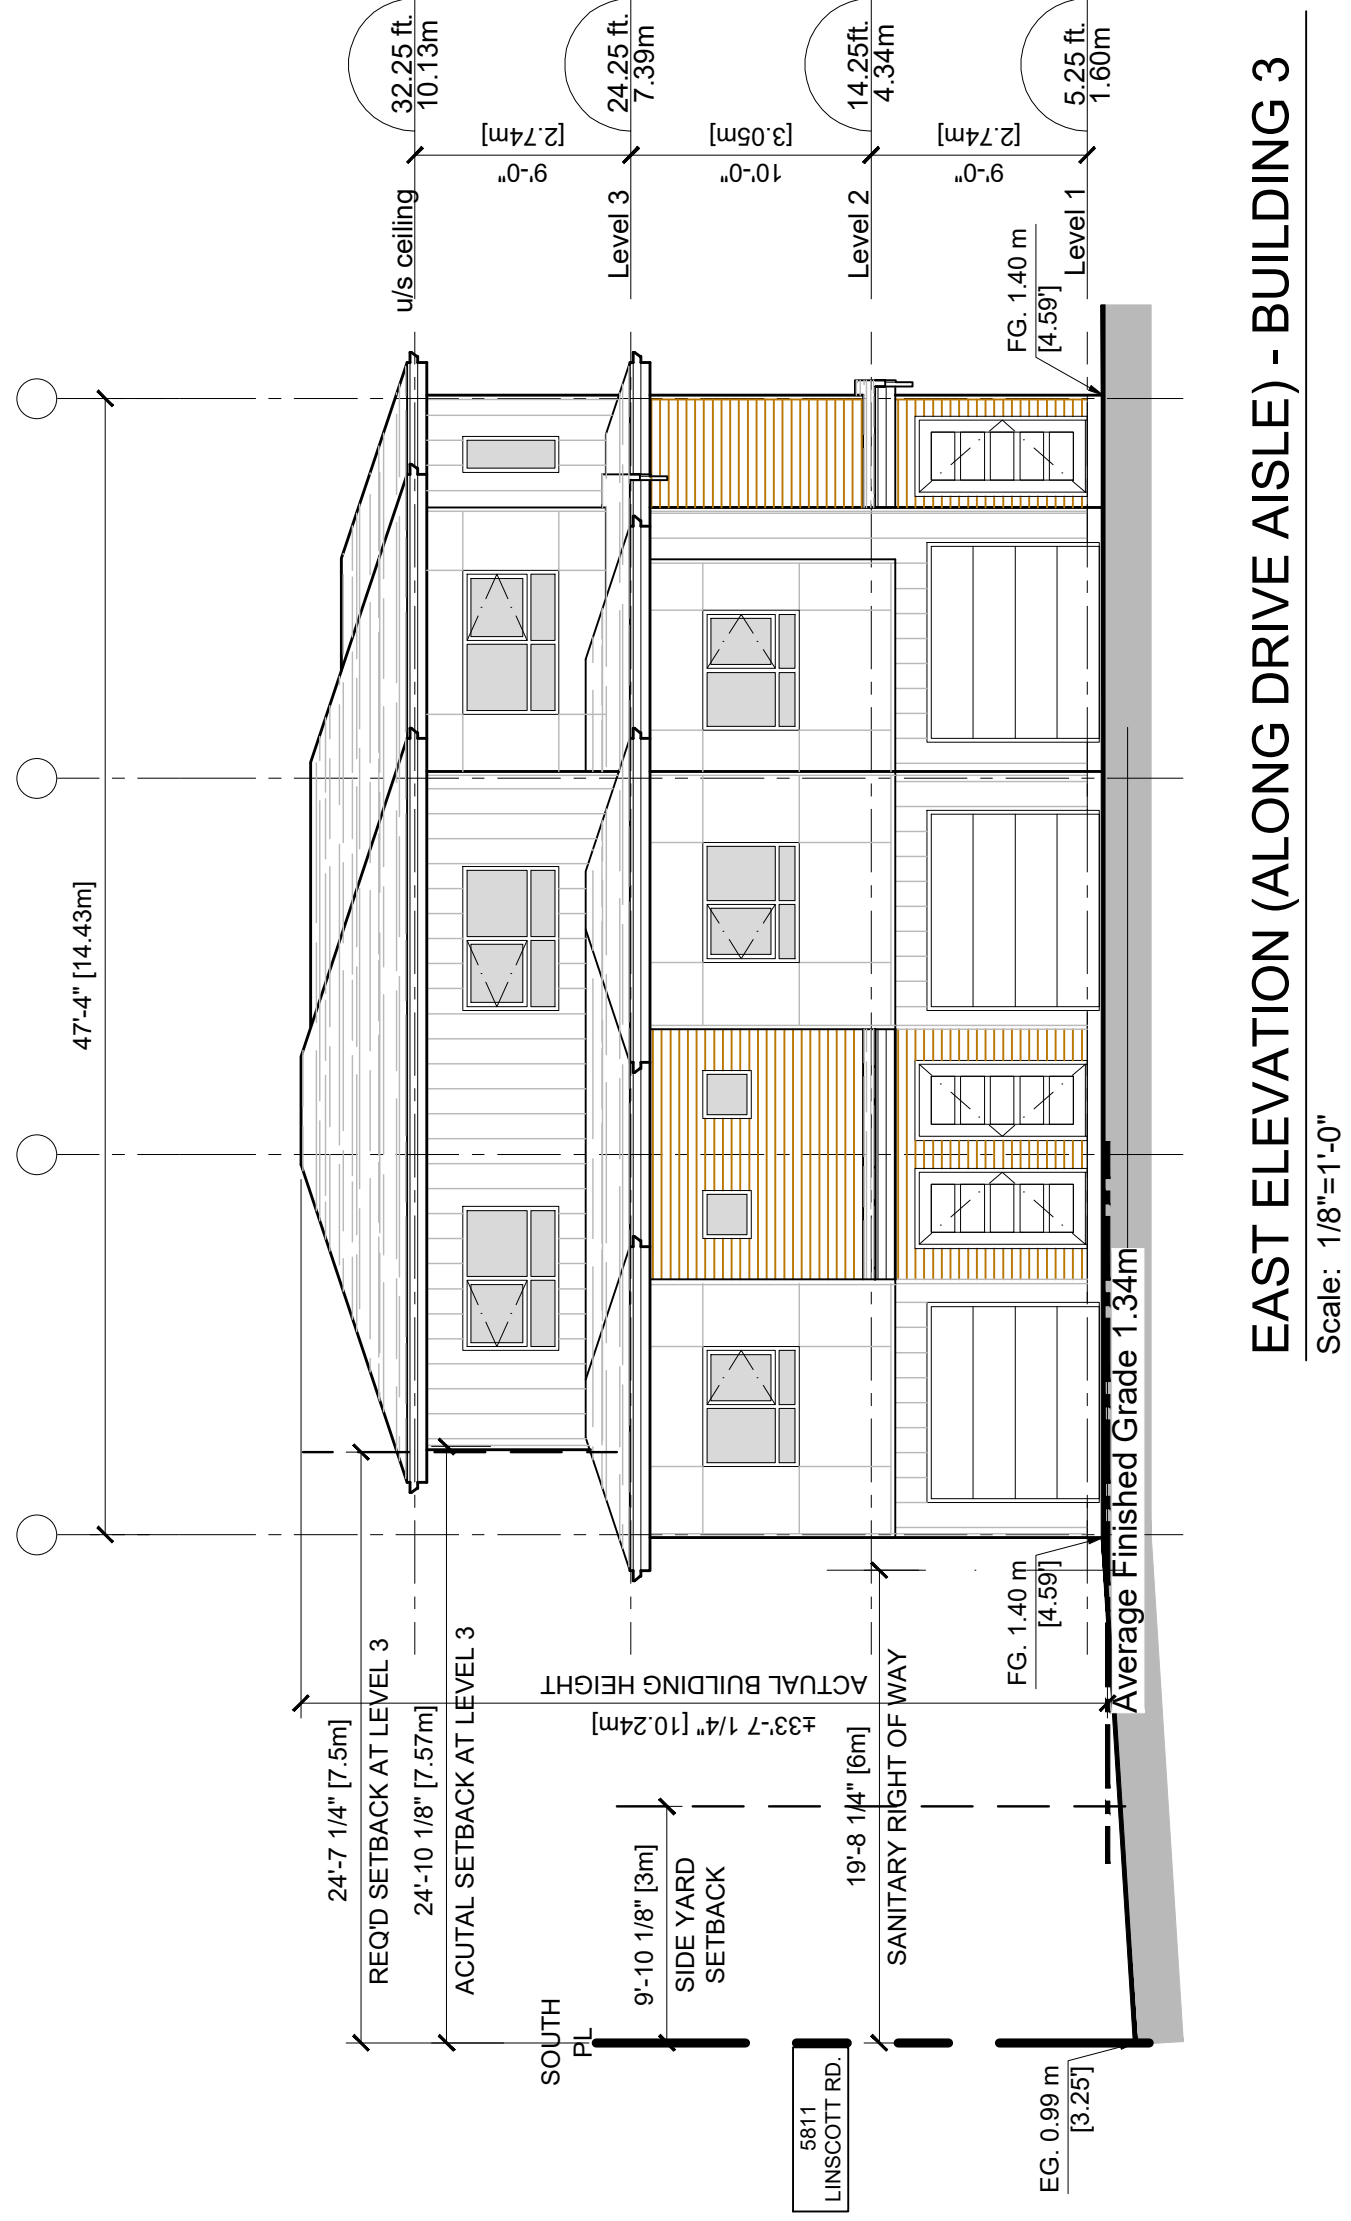 47'-4" [14.43m]
24'-7 1/4" [7.5m]
REQ'D SETBACK AT LEVEL 3
24'-10 1/8" [7.57m]
ACUTAL SETBACK AT LEVEL 3
u/s ceiling
32.25 ft.
10.13m
9'-0"
[2.74m]
SOUTH
PL
ACTUAL BUILDING HEIGHT
±33'-7 1/4" [10.24m]
Level 3
24.25 ft.
7.39m
10'-0"
[3.05m]
9'-10 1/8" [3m]
SIDE YARD
SETBACK
5811
LINSCOTT RD.
19'-8 1/4" [6m]
SANITARY RIGHT OF WAY
Level 2
14.25ft.
4.34m
9'-0"
[2.74m]
EG. 0.99 m
[3.25']
FG. 1.40 m
[4.59']
FG. 1.40 m
[4.59']
Level 1
5.25 ft.
1.60m
Average Finished Grade 1.34m
EAST ELEVATION (ALONG DRIVE AISLE) - BUILDING 3
Scale: 1/8"=1'-0"